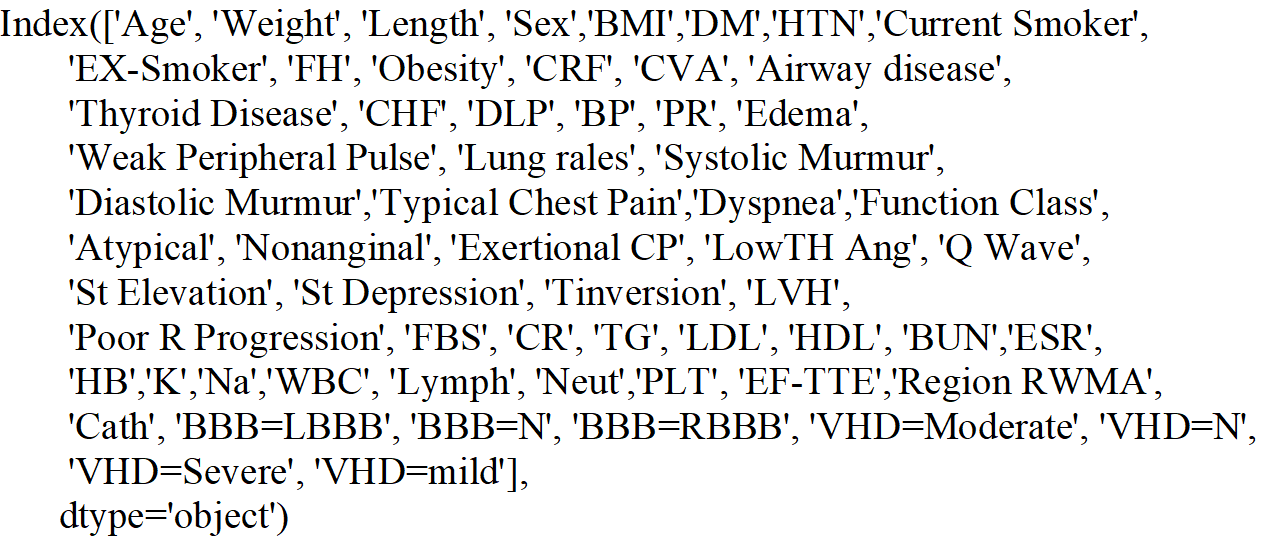 Index(['Age', 'Weight', 'Length', 'Sex','BMI','DM','HTN','Current Smoker',
'EX-Smoker', 'FH', 'Obesity', 'CRF', 'CVA', 'Airway disease',
'Thyroid Disease', 'CHF', 'DLP', 'BP', 'PR', 'Edema',
'Weak Peripheral Pulse', 'Lung rales', 'Systolic Murmur',
'Diastolic Murmur','Typical Chest Pain','Dyspnea','Function Class',
'Atypical', 'Nonanginal', 'Exertional CP', 'LowTH Ang', 'Q Wave',
'St Elevation', 'St Depression', 'Tinversion', 'LVH',
'Poor R Progression', 'FBS', 'CR', 'TG', 'LDL', 'HDL', 'BUN','ESR',
'HB','K','Na','WBC', 'Lymph', 'Neut','PLT', 'EF-TTE','Region RWMA',
'Cath', 'BBB=LBBB', 'BBB=N', 'BBB=RBBB', 'VHD=Moderate', 'VHD=N',
'VHD=Severe', 'VHD=mild'],
dtype='object')